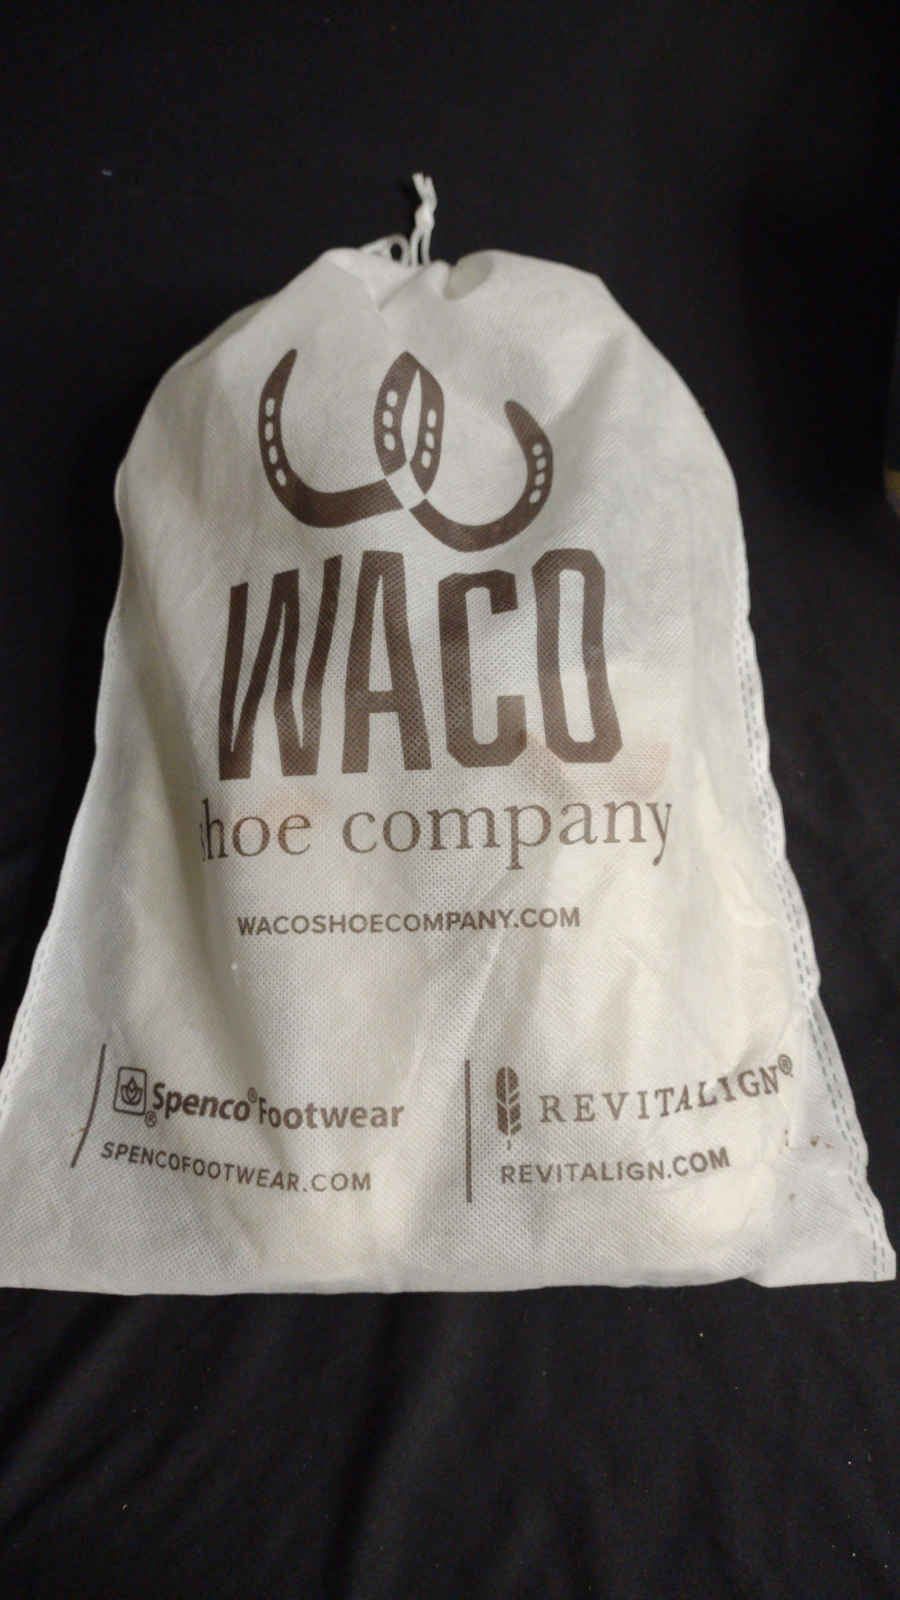 WACO
shoe company
WACOSHOECOMPANY.COM
Spenco® Footwear
®
SPENCOFOOTWEAR.COM
REVITALIGN®
REVITALIGN.COM